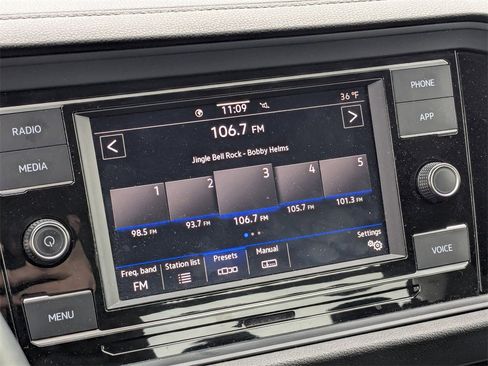 RADIO
MEDIA
MENU
PHONE
APP
VOICE
11:09
36 °F
106.7 FM
Jingle Bell Rock - Bobby Helms
1 2 3 4 5
98.5 FM 93.7 FM 106.7 FM 105.7 FM 101.3 FM
Freq. band Station list Presets Manual Settings
FM